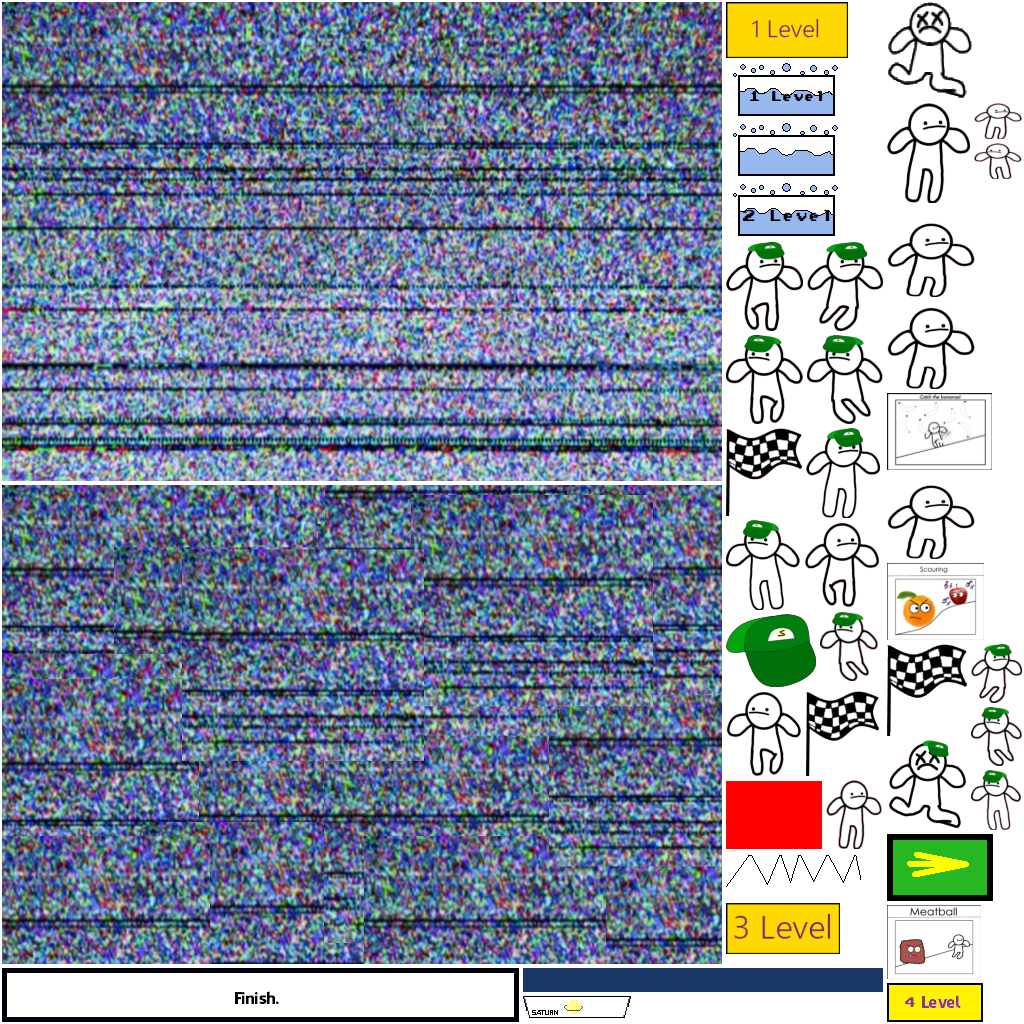 1 Level
1 Level
2 Level
Catch the bananas!
Scouring
S
3 Level
Meatball
4 Level
Finish.
SATURN